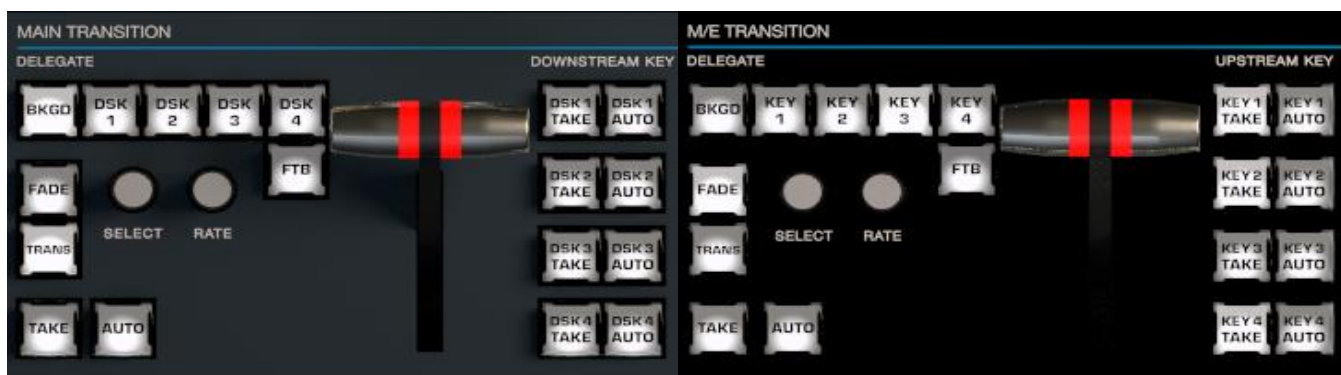 MAIN TRANSITION
DELEGATE
DOWNSTREAM KEY
BKGD
DSK 1
DSK 2
DSK 3
DSK 4
DSK 1 TAKE
DSK 1 AUTO
FTB
FADE
DSK 2 TAKE
DSK 2 AUTO
SELECT
RATE
TRANS
DSK 3 TAKE
DSK 3 AUTO
TAKE
AUTO
DSK 4 TAKE
DSK 4 AUTO
M/E TRANSITION
DELEGATE
UPSTREAM KEY
BKGD
KEY 1
KEY 2
KEY 3
KEY 4
KEY 1 TAKE
KEY 1 AUTO
FTB
FADE
KEY 2 TAKE
KEY 2 AUTO
SELECT
RATE
TRANS
KEY 3 TAKE
KEY 3 AUTO
TAKE
AUTO
KEY 4 TAKE
KEY 4 AUTO